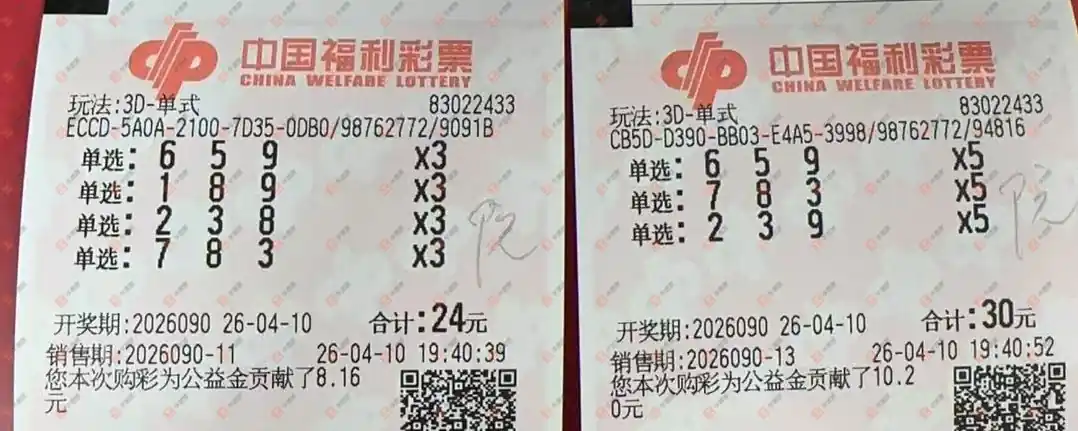 中国福利彩票
CHINA WELFARE LOTTERY
玩法:3D-单式 83022433
ECCD-5A0A-2100-7D35-0DB0/98762772/9091B
单选: 6 5 9 x3
单选: 1 8 9 x3
单选: 2 3 8 x3
单选: 7 8 3 x3
院
开奖期:2026090 26-04-10 合计:24元
销售期:2026090-11 26-04-10 19:40:39
您本次购彩为公益金贡献了8.16
元
中国福利彩票
CHINA WELFARE LOTTERY
玩法:3D-单式 83022433
CB5D-D390-BB03-E4A5-3998/98762772/94816
单选: 6 5 9 x5
单选: 7 8 3 x5
单选: 2 3 9 x5
院
开奖期:2026090 26-04-10 合计:30元
销售期:2026090-13 26-04-10 19:40:52
您本次购彩为公益金贡献了10.2
0元